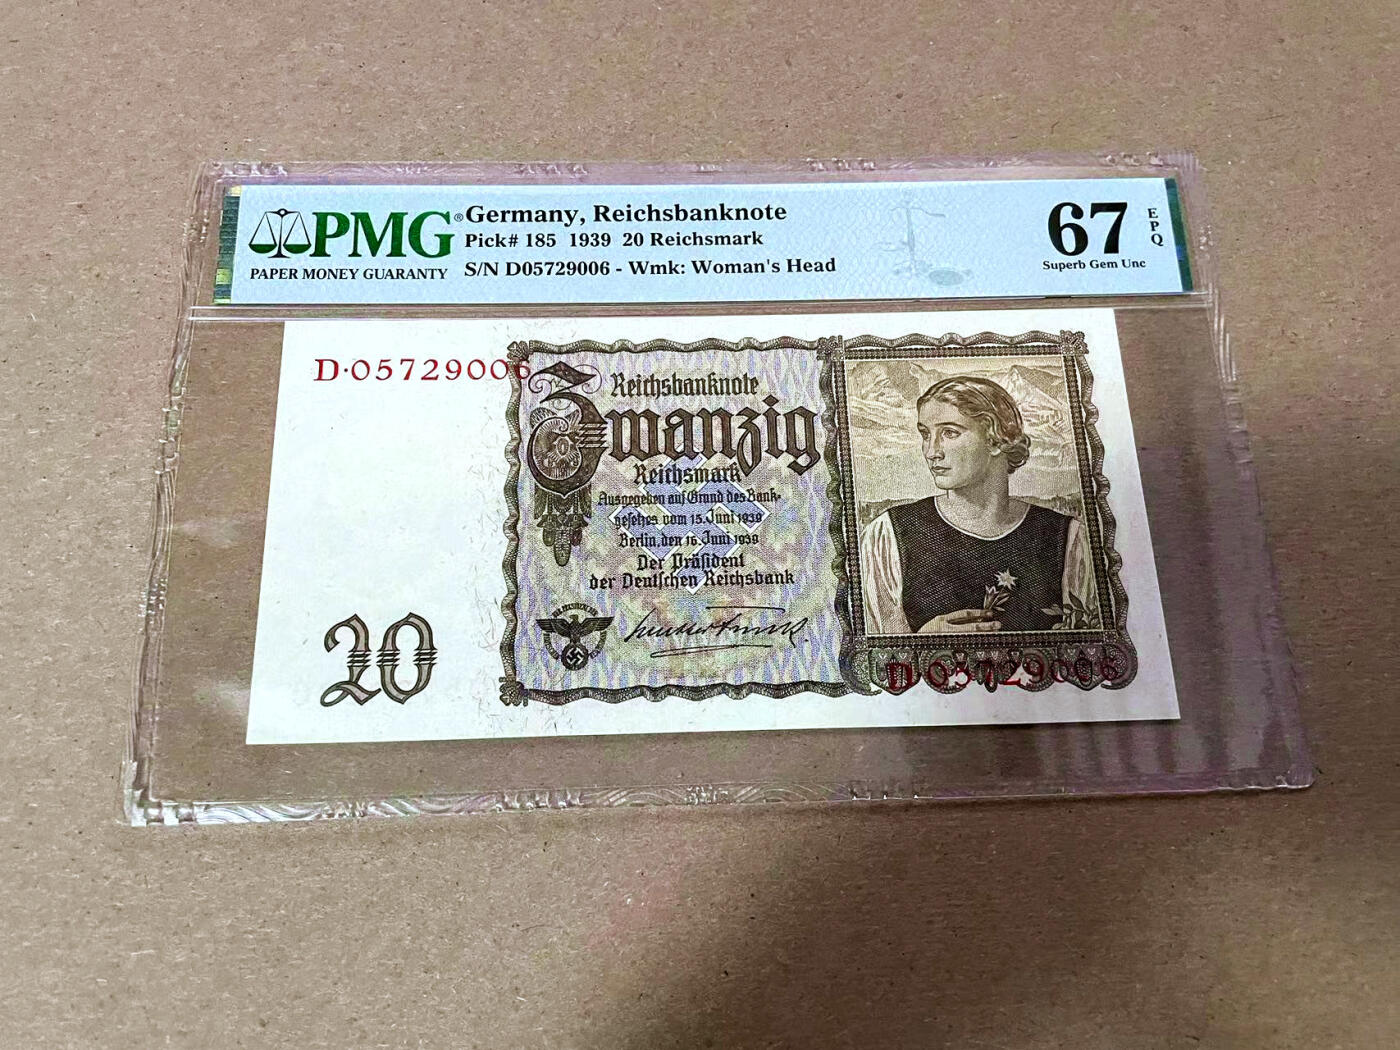 PMG®
PAPER MONEY GUARANTY
Germany, Reichsbanknote
Pick# 185 1939 20 Reichsmark
S/N D05729006 - Wmk: Woman's Head
67
EPQ
Superb Gem Unc
D·05729006
Reichsbanknote
Zwanzig
Reichsmark
Ausgegeben auf Grund des Bank-
gesetzes vom 15. Juni 1939
Berlin, den 16. Juni 1939
Der Präsident
der Deutschen Reichsbank
20
D·05729006